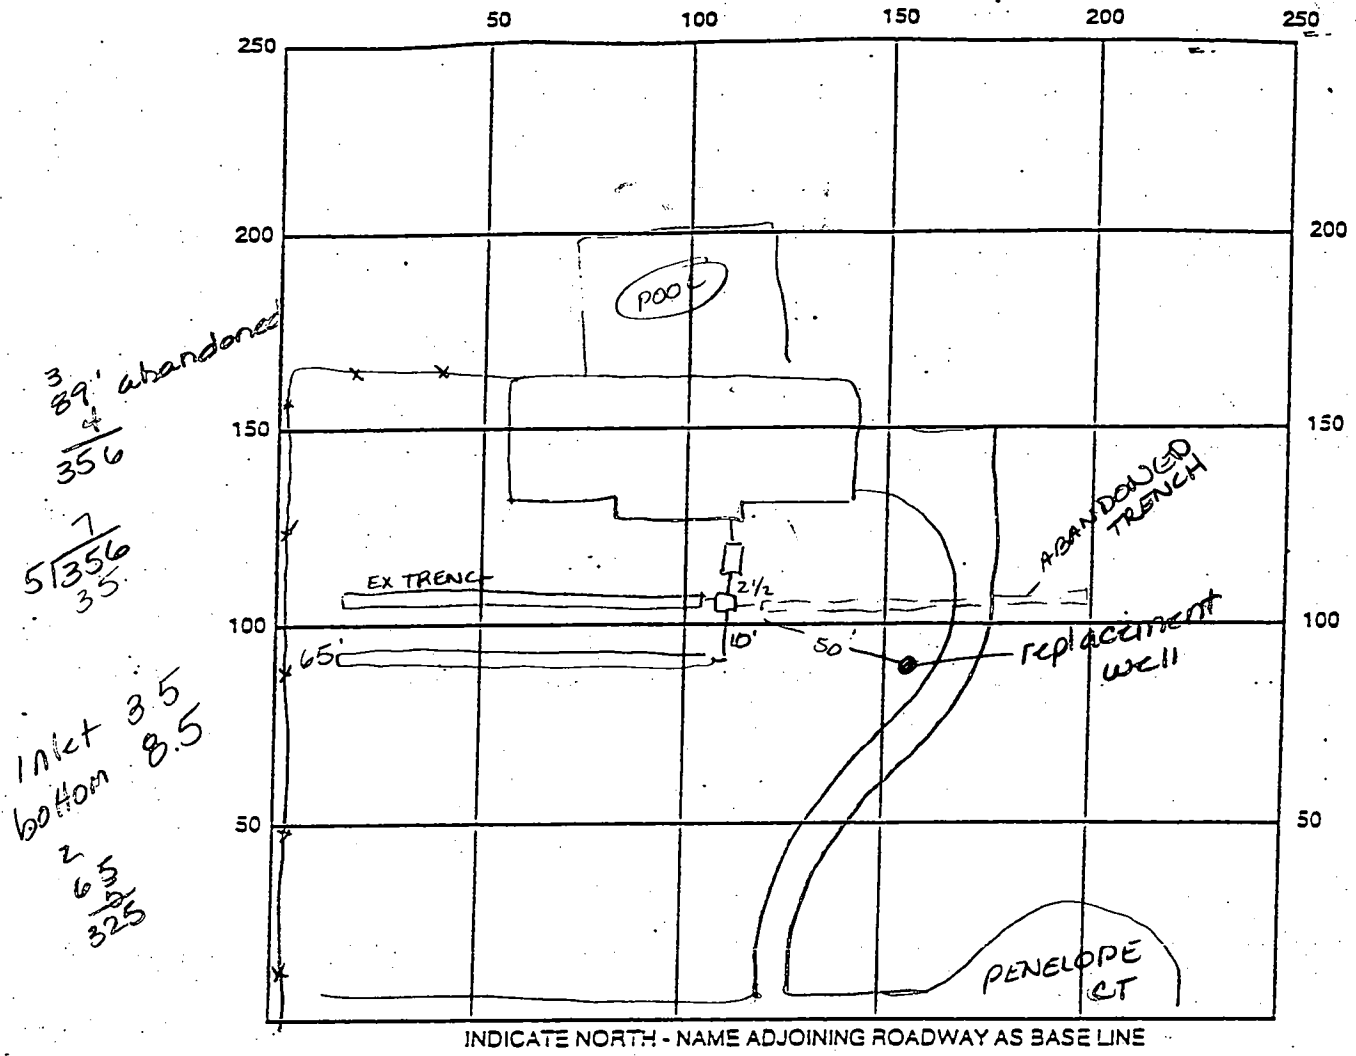 50 100 150 200 250
250
200 200
POOL
3
89' abandoned
4
356
150 150
ABANDONED
TRENCH
7
5 356
35
EX TRENC
2 1/2
100 100
10'
50'
65'
replacement
well
Inlet 3.5
bottom 8.5
50 50
2
65
5
325
PENELOPE
CT
INDICATE NORTH - NAME ADJOINING ROADWAY AS BASE LINE